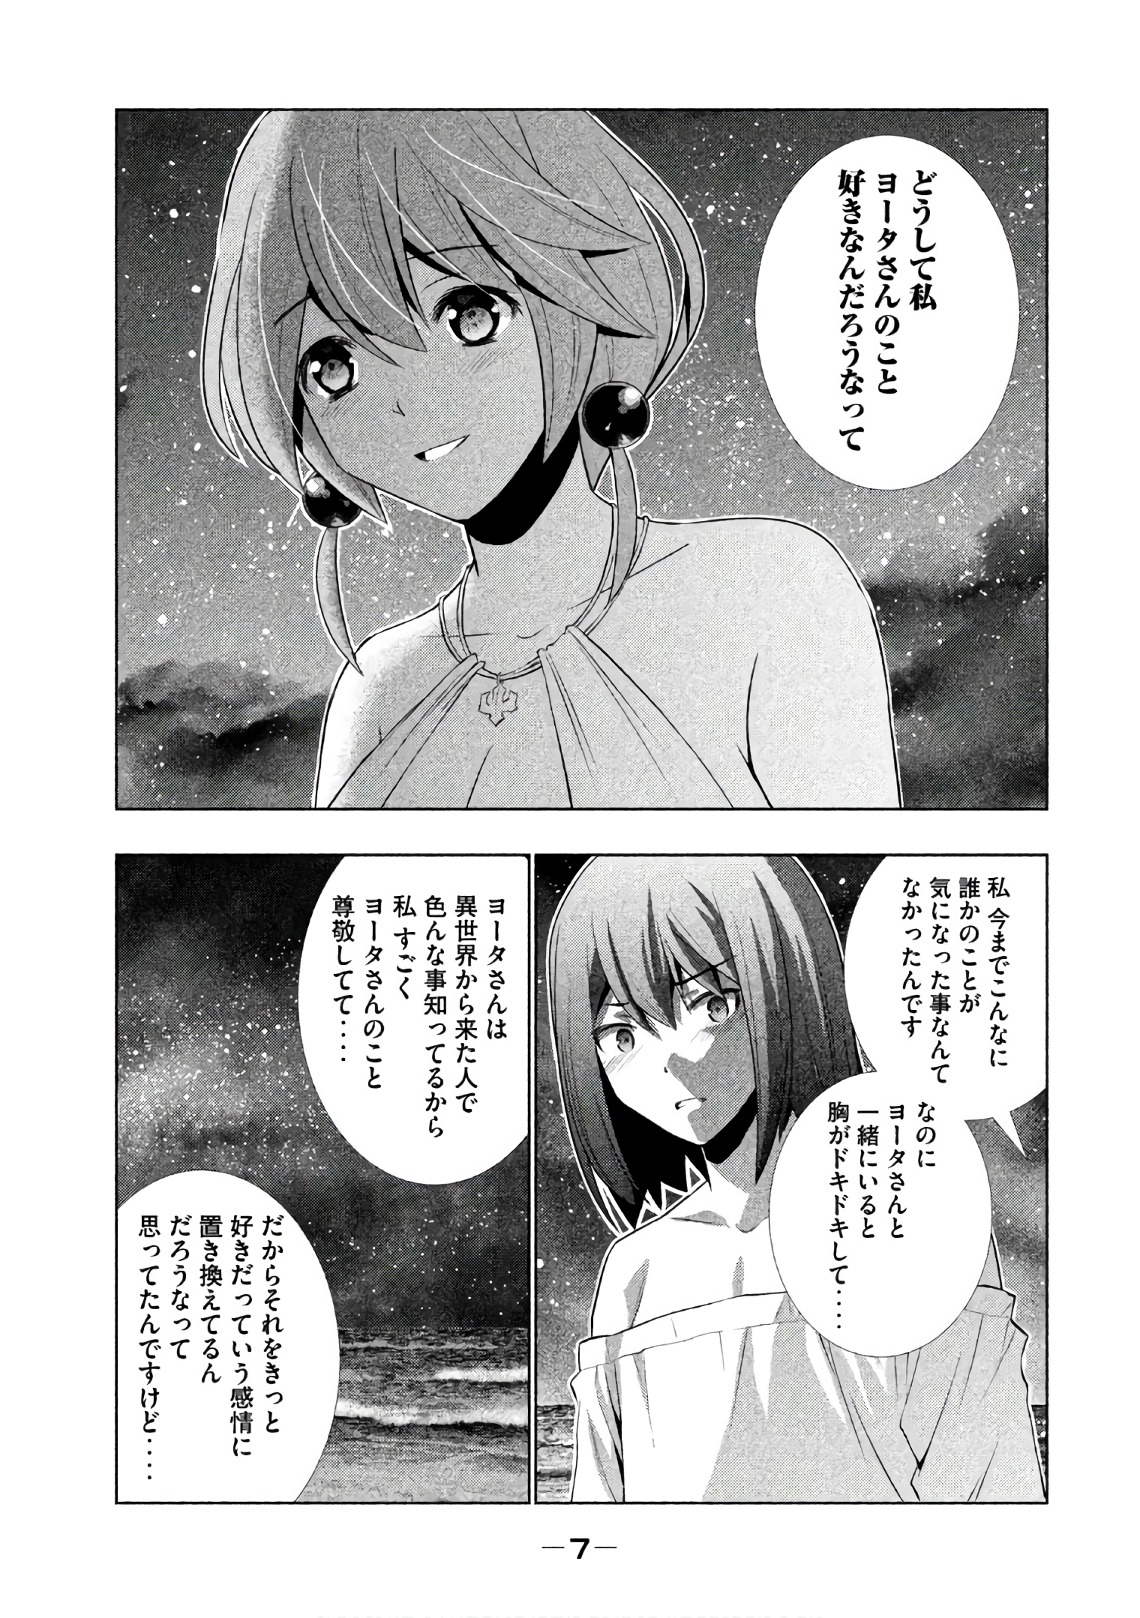 どうして私
ヨータさんのこと
好きなんだろうなって
私 今までこんなに
誰かのことが
気になった事なんて
なかったんです
なのに
ヨータさんと
一緒にいると
胸がドキドキして‥‥
ヨータさんは
異世界から来た人で
色んな事知ってるから
私 すごく
ヨータさんのこと
尊敬してて‥‥
だからそれをきっと
好きだっていう感情に
置き換えてるん
だろうなって
思ってたんですけど‥‥
—7—